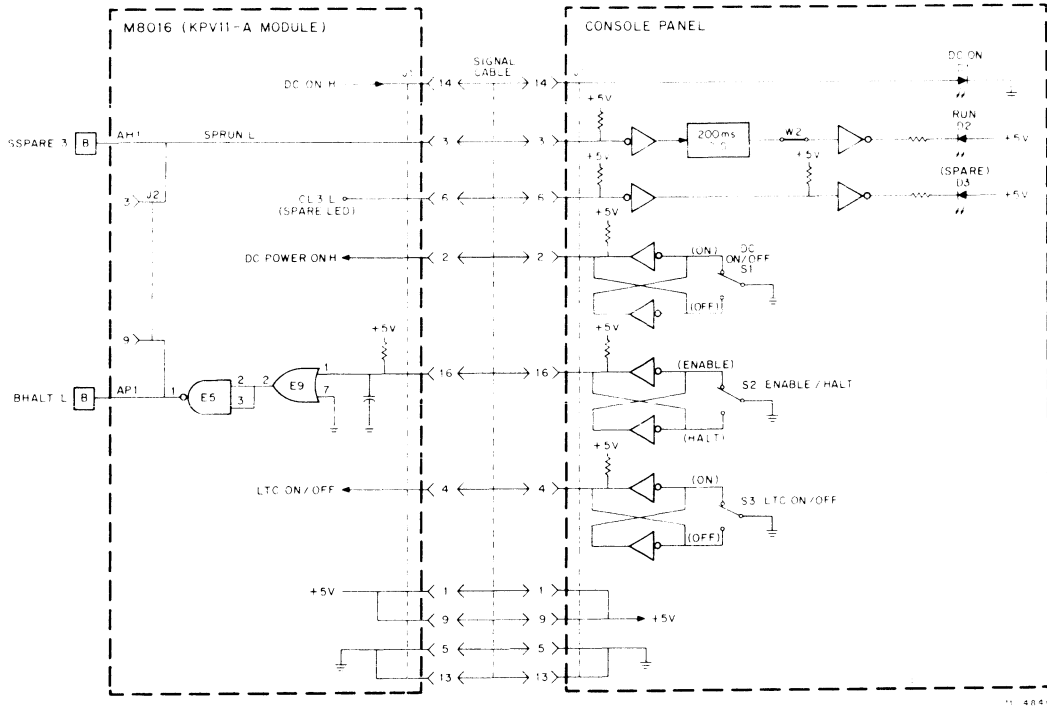 M8016 (KPV11-A MODULE)
CONSOLE PANEL
J1
SIGNAL CABLE
DC ON H
14
14
DC ON
D1
SSPARE 3
B
AH1
SPRUN L
3
3
+5V
200ms
W2
RUN
D2
+5V
J2
3
CL3 L
(SPARE LED)
6
6
+5V
+5V
(SPARE)
D3
+5V
DC POWER ON H
2
2
+5V
(ON)
(OFF)
DC
ON/OFF
S1
9
BHALT L
B
AP1
1
E5
2
3
2
E9
1
7
+5V
16
16
+5V
(ENABLE)
(HALT)
S2 ENABLE/HALT
LTC ON/OFF
4
4
+5V
(ON)
(OFF)
S3 LTC ON/OFF
+5V
1
1
9
9
+5V
5
5
13
13